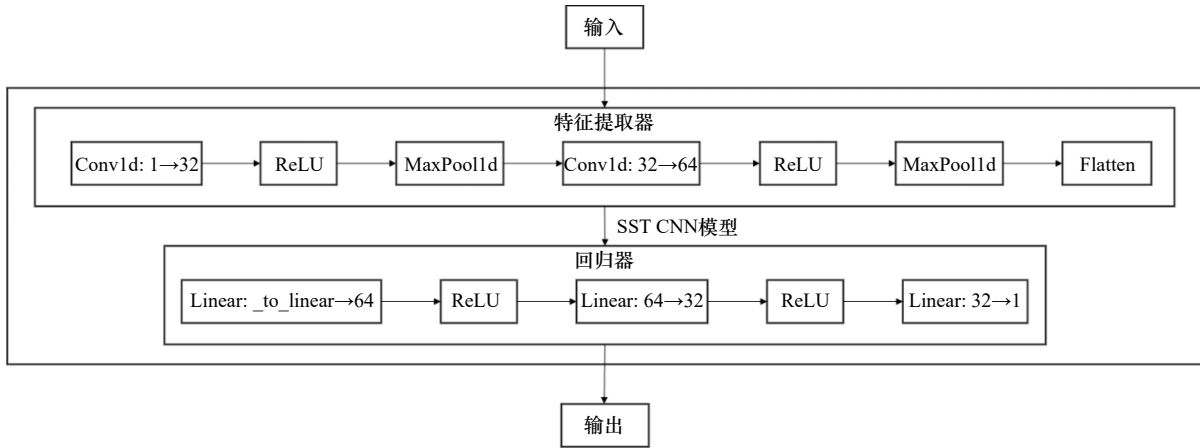 输入
特征提取器
Conv1d: 1→32
ReLU
MaxPool1d
Conv1d: 32→64
ReLU
MaxPool1d
Flatten
SST CNN模型
回归器
Linear: _to_linear→64
ReLU
Linear: 64→32
ReLU
Linear: 32→1
输出